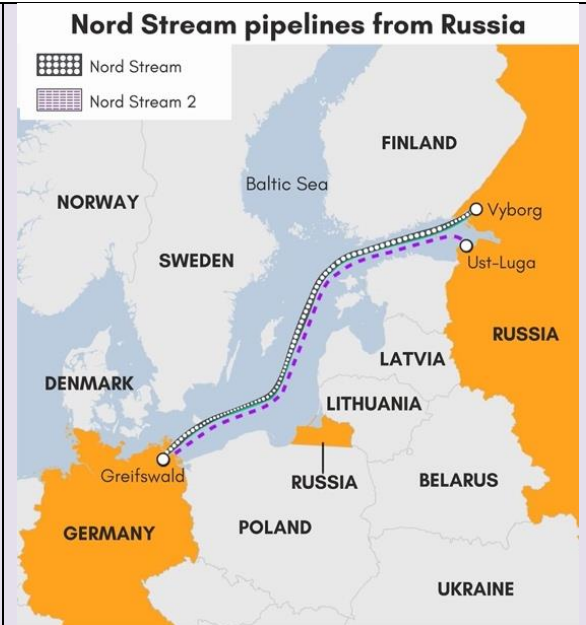 Nord Stream pipelines from Russia
Nord Stream
Nord Stream 2
FINLAND
Baltic Sea
NORWAY
Vyborg
SWEDEN
Ust-Luga
RUSSIA
LATVIA
DENMARK
LITHUANIA
Greifswald
RUSSIA
BELARUS
GERMANY
POLAND
UKRAINE